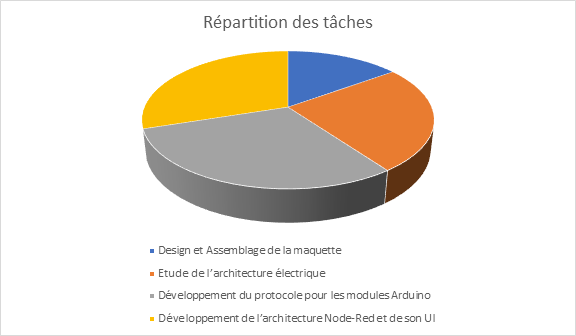 Répartition des tâches
Design et Assemblage de la maquette
Etude de l'architecture électrique
Développement du protocole pour les modules Arduino
Développement de l'architecture Node-Red et de son UI